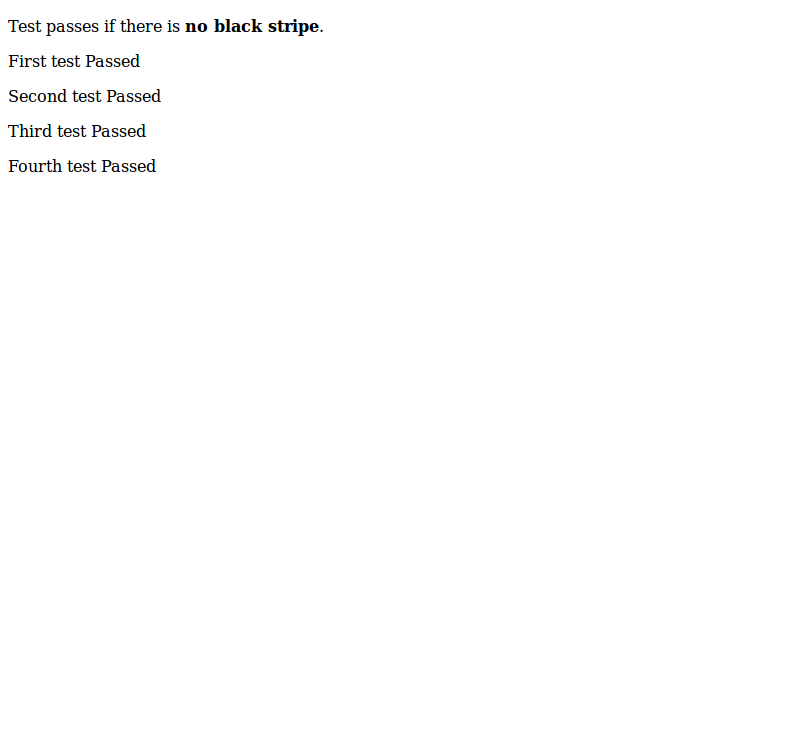 Test passes if there is no black stripe.
First test Passed
Second test Passed
Third test Passed
Fourth test Passed